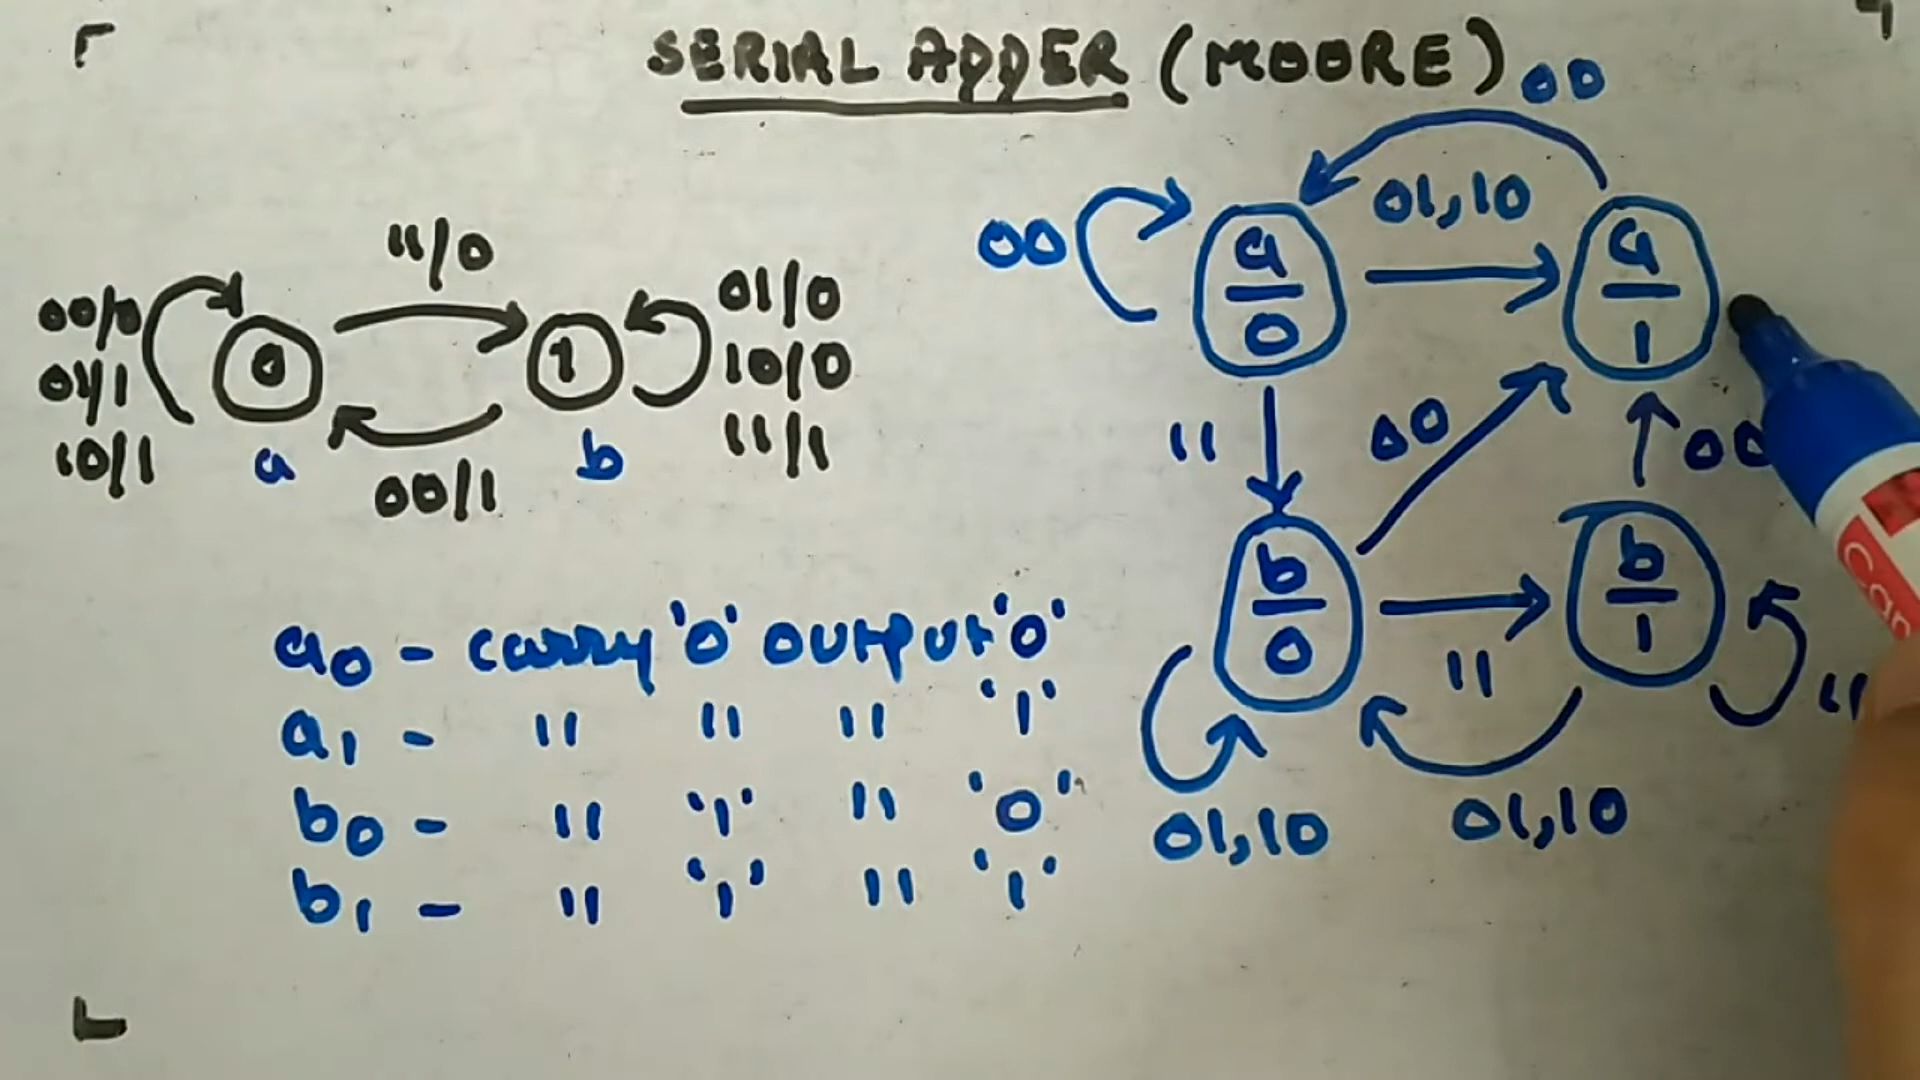 SERIAL ADDER (MOORE)
00
00
a
0
01,10
a
1
11/0
00/0
01/1
10/1
0
a
1
b
01/0
10/0
11/1
00/1
11
00
00
b
0
11
b
1
11
01,10
01,10
a0 - carry '0' output '0'
a1 - " " " '1'
b0 - " '1' " '0'
b1 - " '1' " '1'